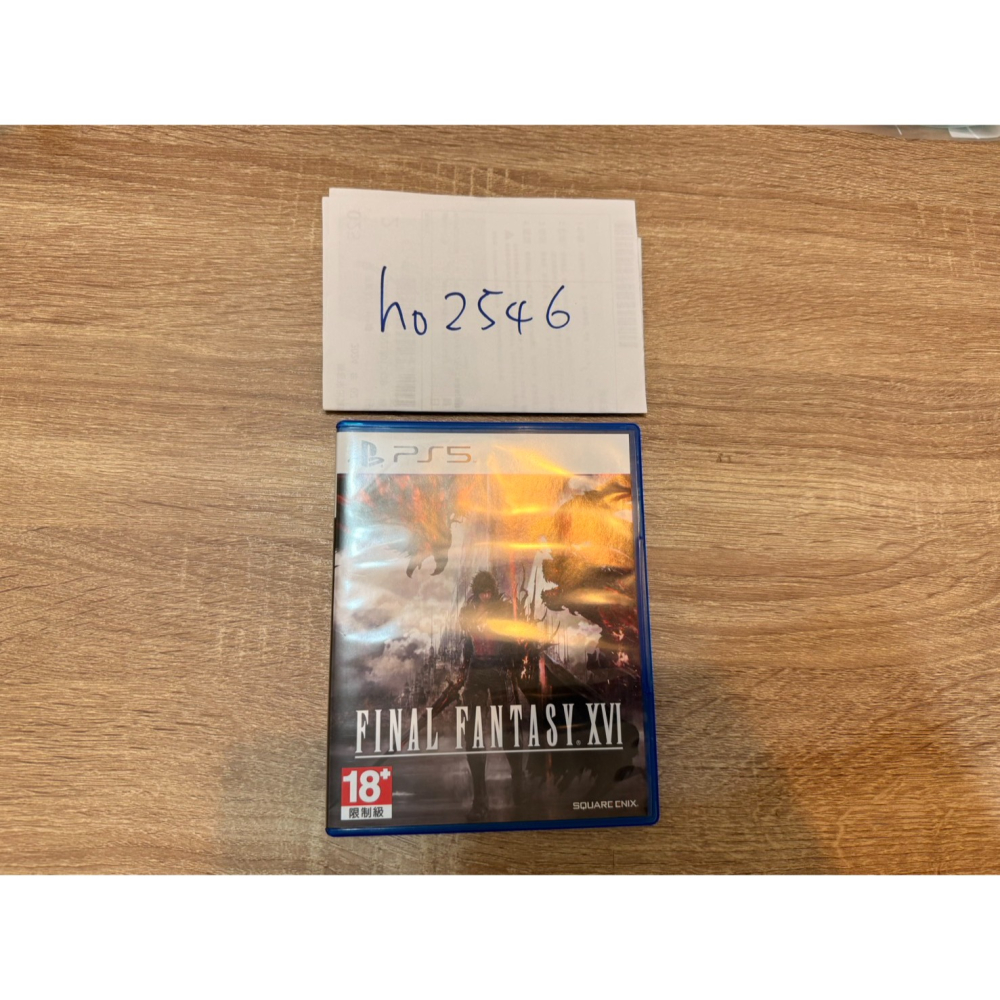 ho2546
PS5
FINAL FANTASY XVI
18+
限制級
SQUARE ENIX